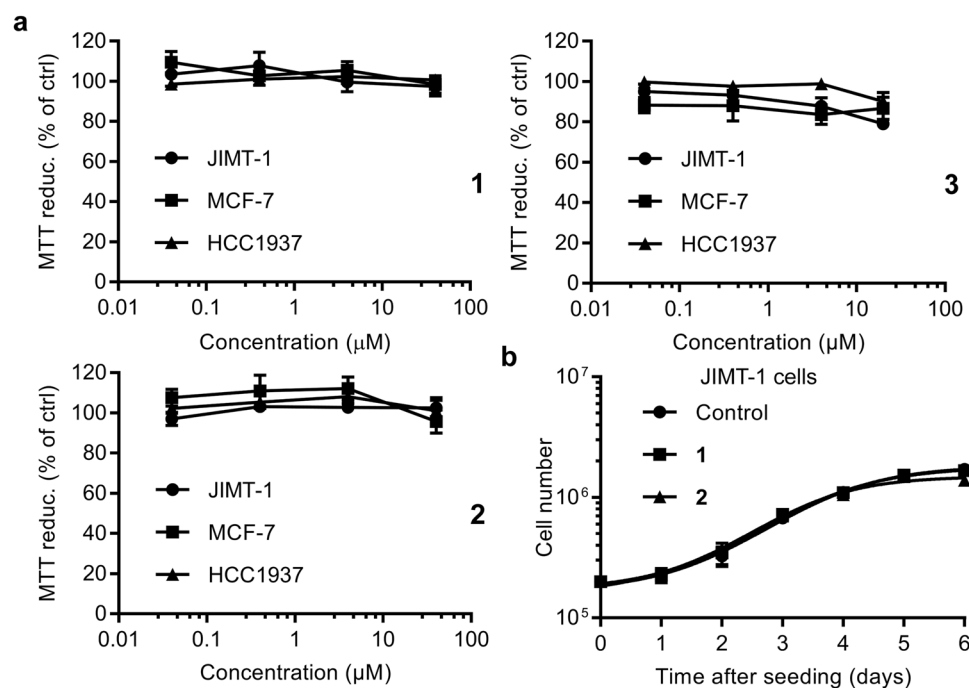 a
120
100
80
60
40
20
0
MTT reduc. (% of ctrl)
JIMT-1
MCF-7
HCC1937
1
0.01 0.1 1 10 100
Concentration (μM)
120
100
80
60
40
20
0
MTT reduc. (% of ctrl)
JIMT-1
MCF-7
HCC1937
3
0.01 0.1 1 10 100
Concentration (µM)
120
100
80
60
40
20
0
MTT reduc. (% of ctrl)
JIMT-1
MCF-7
HCC1937
2
0.01 0.1 1 10 100
Concentration (µM)
b
10⁷
10⁶
10⁵
Cell number
JIMT-1 cells
Control
1
2
0 1 2 3 4 5 6
Time after seeding (days)